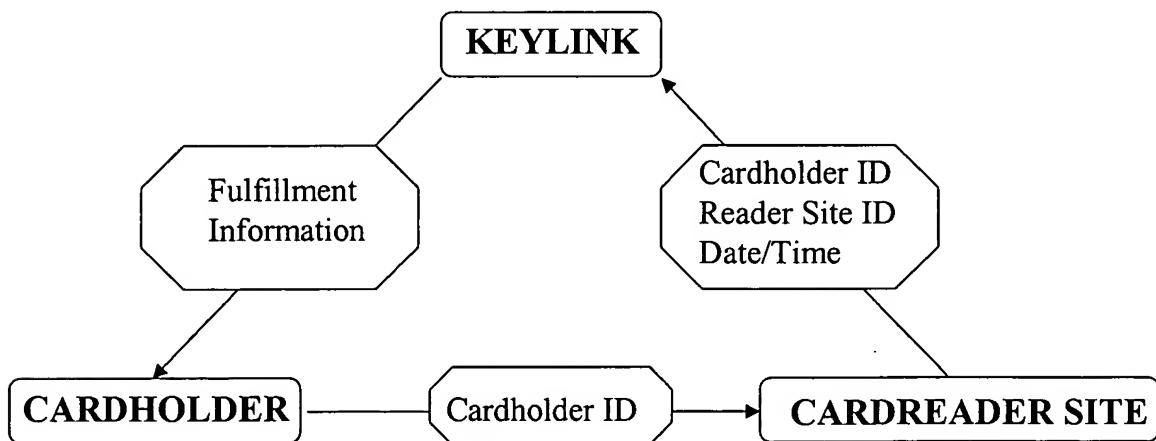 KEYLINK
Fulfillment
Information
Cardholder ID
Reader Site ID
Date/Time
CARDHOLDER
Cardholder ID
CARDREADER SITE